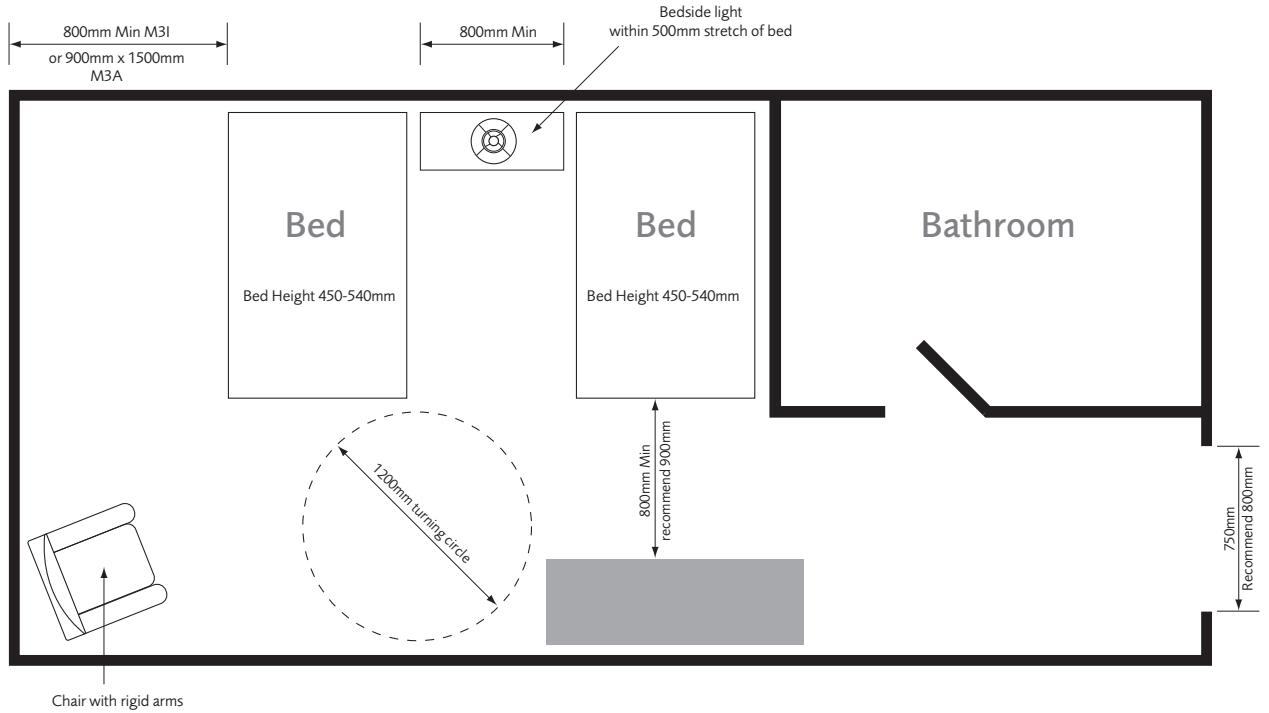 800mm Min M3I
or 900mm x 1500mm
M3A
800mm Min
Bedside light
within 500mm stretch of bed
Bed
Bed Height 450-540mm
Bed
Bed Height 450-540mm
Bathroom
1200mm turning circle
800mm Min
recommend 900mm
750mm
Recommend 800mm
Chair with rigid arms